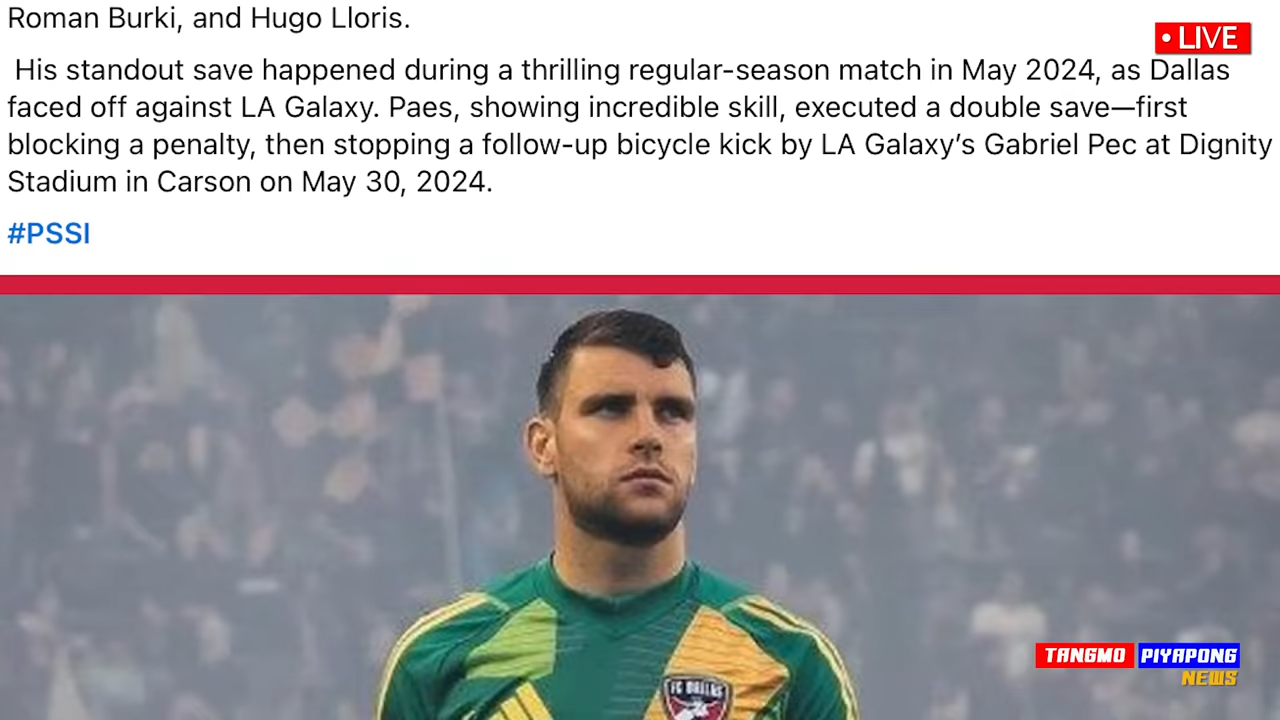 Roman Burki, and Hugo Lloris.
• LIVE
His standout save happened during a thrilling regular-season match in May 2024, as Dallas
faced off against LA Galaxy. Paes, showing incredible skill, executed a double save—first
blocking a penalty, then stopping a follow-up bicycle kick by LA Galaxy’s Gabriel Pec at Dignity
Stadium in Carson on May 30, 2024.
#PSSI
FC DALLAS
TANGMO PIYAPONG
NEWS